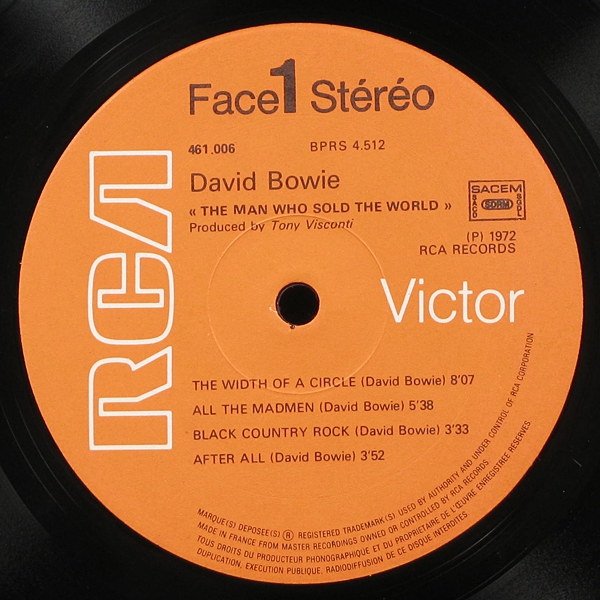 Face 1 Stéréo
461.006 BPRS 4.512
David Bowie
« THE MAN WHO SOLD THE WORLD »
Produced by Tony Visconti
SACEM
SACD SDRM SGDL
(P) 1972
RCA RECORDS
RCA
Victor
THE WIDTH OF A CIRCLE (David Bowie) 8'07
ALL THE MADMEN (David Bowie) 5'38
BLACK COUNTRY ROCK (David Bowie) 3'33
AFTER ALL (David Bowie) 3'52
MARQUE(S) DEPOSEE(S) ® REGISTERED TRADEMARK(S) USED BY AUTHORITY AND UNDER CONTROL OF RCA CORPORATION
MADE IN FRANCE FROM MASTER RECORDINGS OWNED OR CONTROLLED BY RCA RECORDS
TOUS DROITS DU PRODUCTEUR PHONOGRAPHIQUE ET DU PROPRIETAIRE DE L'ŒUVRE ENREGISTREE RESERVES.
DUPLICATION, EXECUTION PUBLIQUE, RADIODIFFUSION DE CE DISQUE INTERDITES.